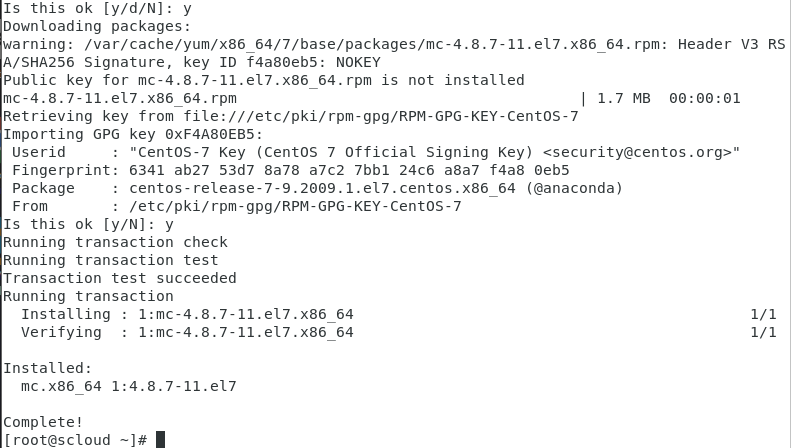 Is this ok [y/d/N]: y
Downloading packages:
warning: /var/cache/yum/x86_64/7/base/packages/mc-4.8.7-11.el7.x86_64.rpm: Header V3 RS
A/SHA256 Signature, key ID f4a80eb5: NOKEY
Public key for mc-4.8.7-11.el7.x86_64.rpm is not installed
mc-4.8.7-11.el7.x86_64.rpm | 1.7 MB 00:00:01
Retrieving key from file:///etc/pki/rpm-gpg/RPM-GPG-KEY-CentOS-7
Importing GPG key 0xF4A80EB5:
Userid : "CentOS-7 Key (CentOS 7 Official Signing Key) <security@centos.org>"
Fingerprint: 6341 ab27 53d7 8a78 a7c2 7bb1 24c6 a8a7 f4a8 0eb5
Package : centos-release-7-9.2009.1.el7.centos.x86_64 (@anaconda)
From : /etc/pki/rpm-gpg/RPM-GPG-KEY-CentOS-7
Is this ok [y/N]: y
Running transaction check
Running transaction test
Transaction test succeeded
Running transaction
Installing : 1:mc-4.8.7-11.el7.x86_64 1/1
Verifying : 1:mc-4.8.7-11.el7.x86_64 1/1
Installed:
mc.x86_64 1:4.8.7-11.el7
Complete!
[root@scloud ~]#